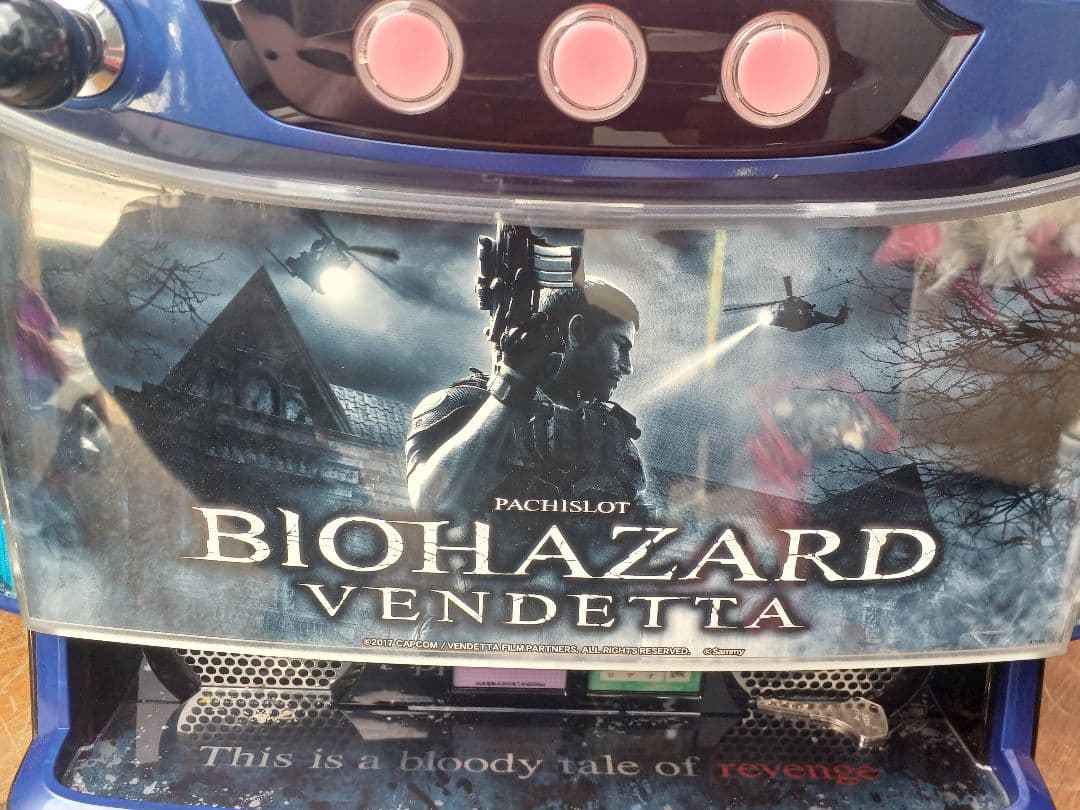 PACHISLOT
BIOHAZARD
VENDETTA
©2017 CAPCOM / VENDETTA FILM PARTNERS. ALL RIGHTS RESERVED. ©Sammy
This is a bloody tale of revenge